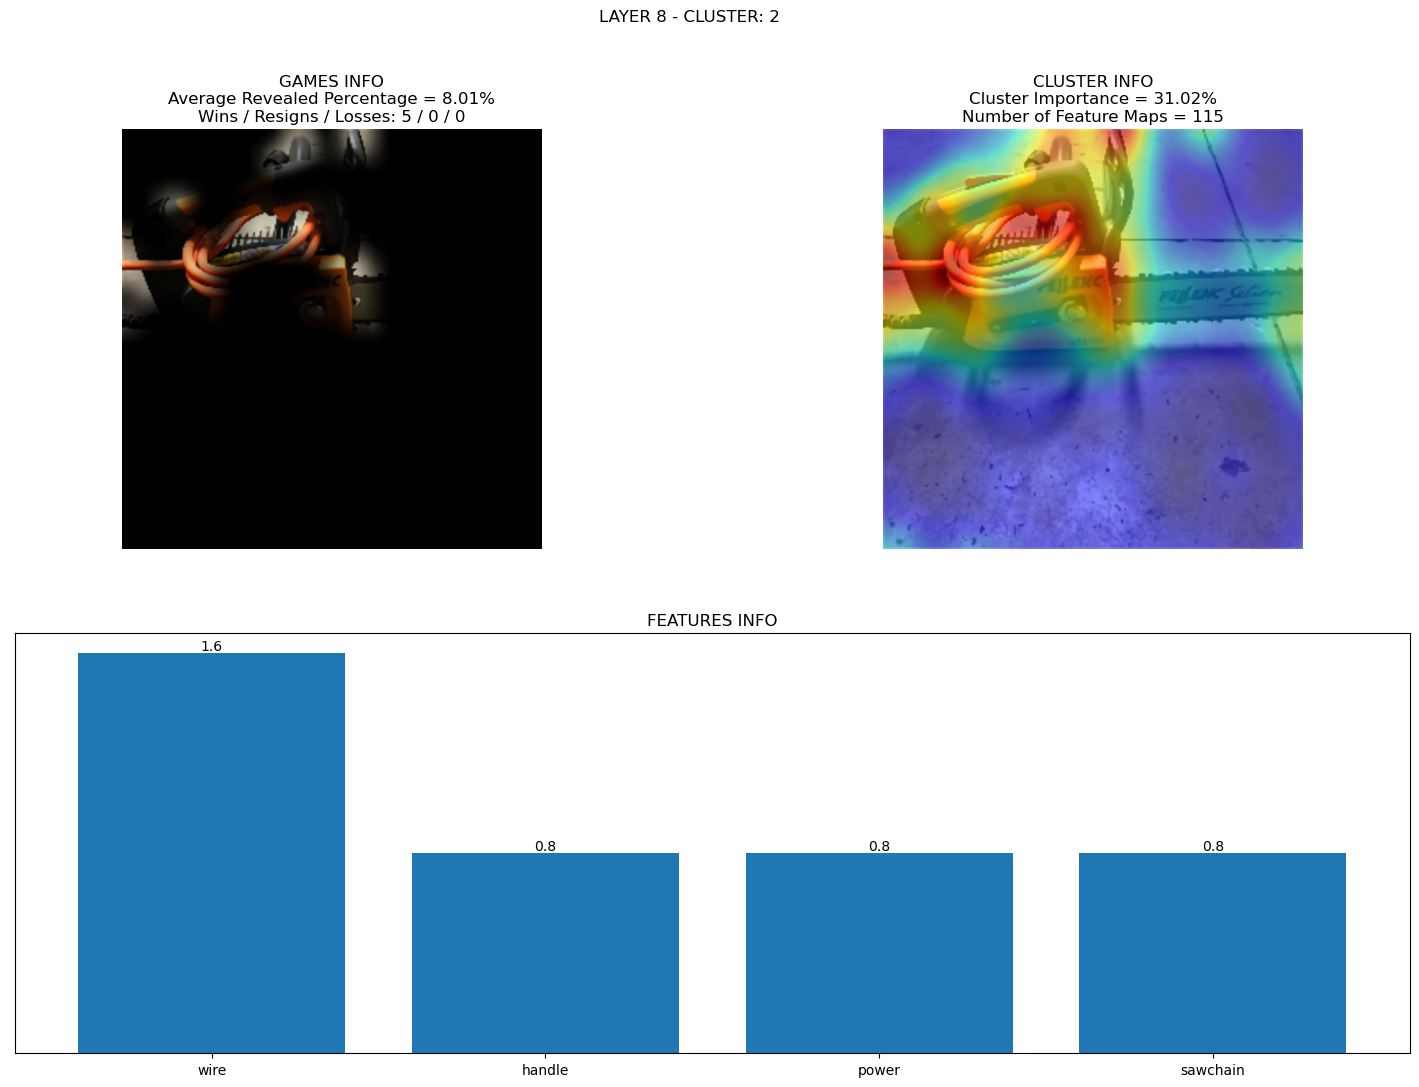 LAYER 8 - CLUSTER: 2
GAMES INFO
Average Revealed Percentage = 8.01%
Wins / Resigns / Losses: 5 / 0 / 0
CLUSTER INFO
Cluster Importance = 31.02%
Number of Feature Maps = 115
PELLENC
PELLENC Selion
FEATURES INFO
1.6
0.8
0.8
0.8
wire
handle
power
sawchain